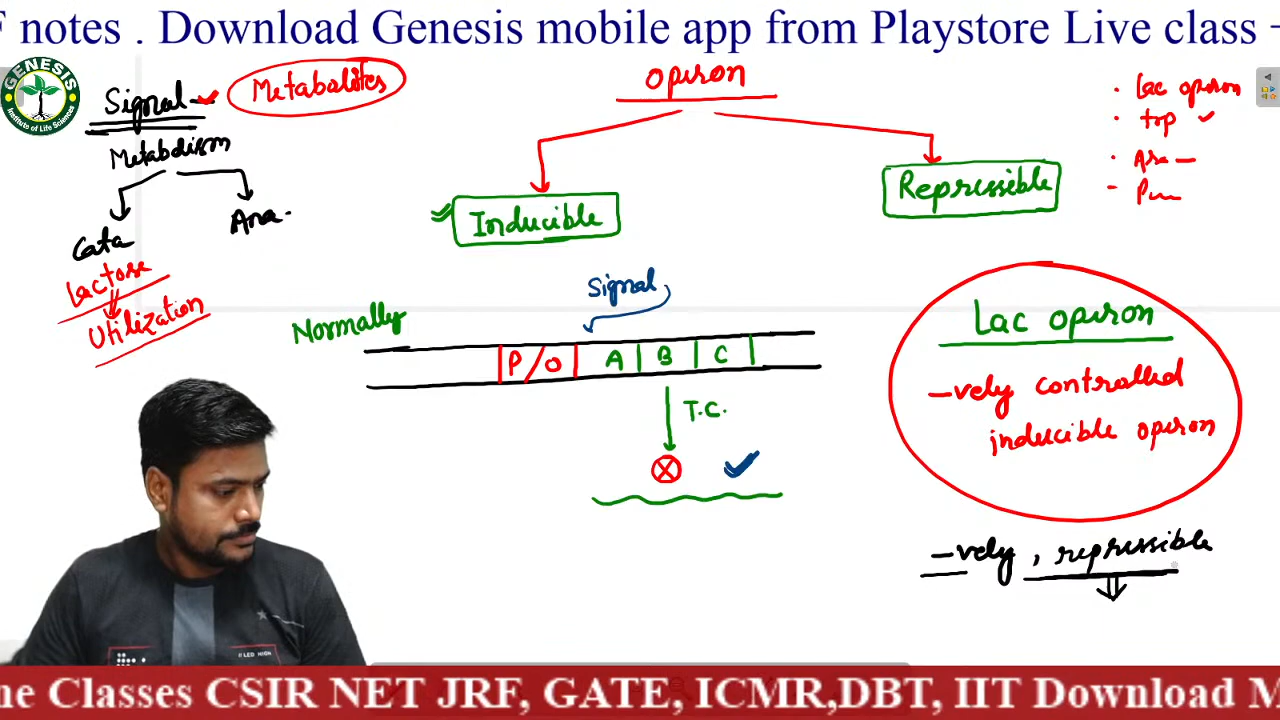 F notes . Download Genesis mobile app from Playstore Live class -
GENESIS
Institute of Life Sciences
Signal
Metabolites
Metabolism
Cata
Ana.
Lactose
Utilization
operon
Inducible
Repressible
• Lac operon
• trp
• Ara
Normally
Signal
P/O A B C
T.C.
Lac operon
-vely controlled
inducible operon
-vely, repressible
ne Classes CSIR NET JRF, GATE, ICMR,DBT, IIT Download M